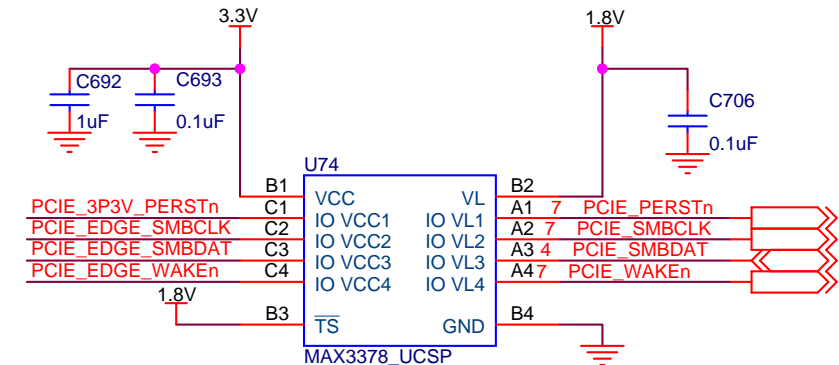 3.3V
1.8V
C692
C693
1uF
0.1uF
C706
0.1uF
U74
B1
VCC
VL
B2
PCIE_3P3V_PERSTn
C1
IO VCC1
IO VL1
A1
7
PCIE_PERSTn
PCIE_EDGE_SMBCLK
C2
IO VCC2
IO VL2
A2
7
PCIE_SMBCLK
PCIE_EDGE_SMBDAT
C3
IO VCC3
IO VL3
A3
4
PCIE_SMBDAT
PCIE_EDGE_WAKEn
C4
IO VCC4
IO VL4
A4
7
PCIE_WAKEn
1.8V
B3
TS
GND
B4
MAX3378_UCSP